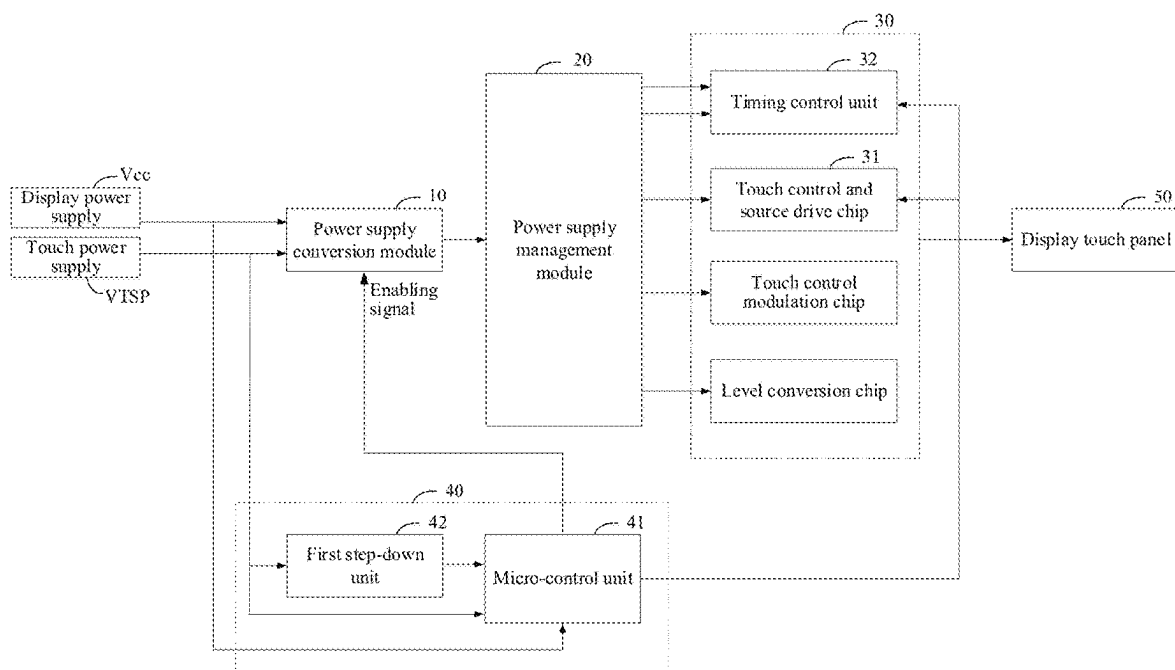 30
20
32
Timing control unit
Vcc
31
Display power
supply
10
Touch control and
source drive chip
50
Power supply
conversion module
Power supply
management
module
Display touch panel
Touch power
supply
VTSP
Enabling
signal
Touch control
modulation chip
Level conversion chip
40
42
41
First step-down
unit
Micro-control unit